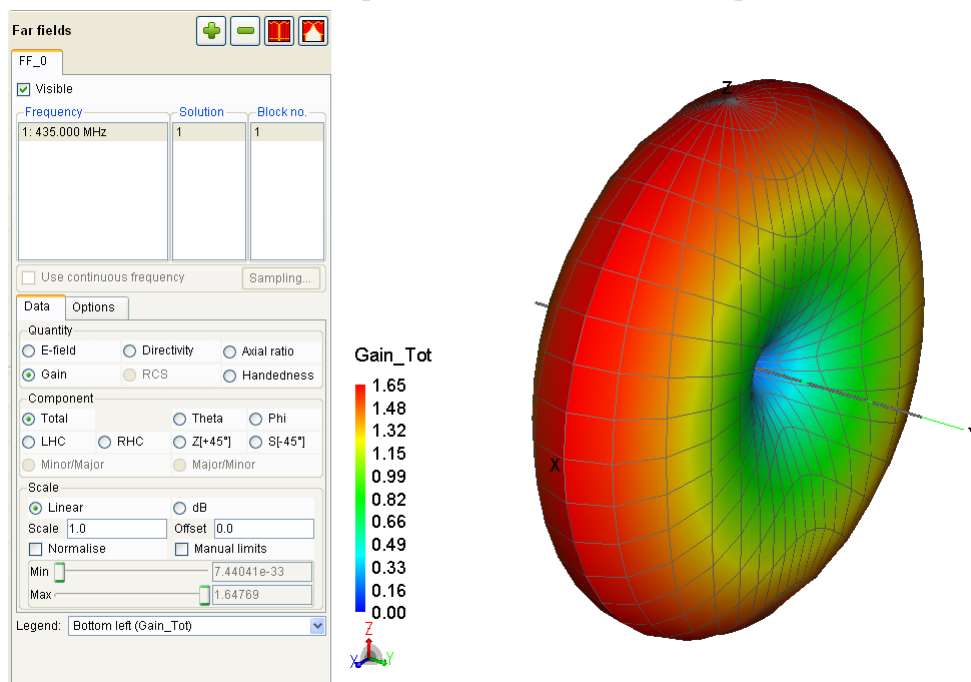 Far fields
FF_0
Visible
Frequency Solution Block no.
1: 435.000 MHz 1 1
Use continuous frequency Sampling...
Data Options
Quantity
E-field Directivity Axial ratio
Gain RCS Handedness
Component
Total Theta Phi
LHC RHC Z[+45°] S[-45°]
Minor/Major Major/Minor
Scale
Linear dB
Scale 1.0 Offset 0.0
Normalise Manual limits
Min 7.44041e-33
Max 1.64769
Legend: Bottom left (Gain_Tot)
Gain_Tot
1.65
1.48
1.32
1.15
0.99
0.82
0.66
0.49
0.33
0.16
0.00
Z
X Y
Z
X